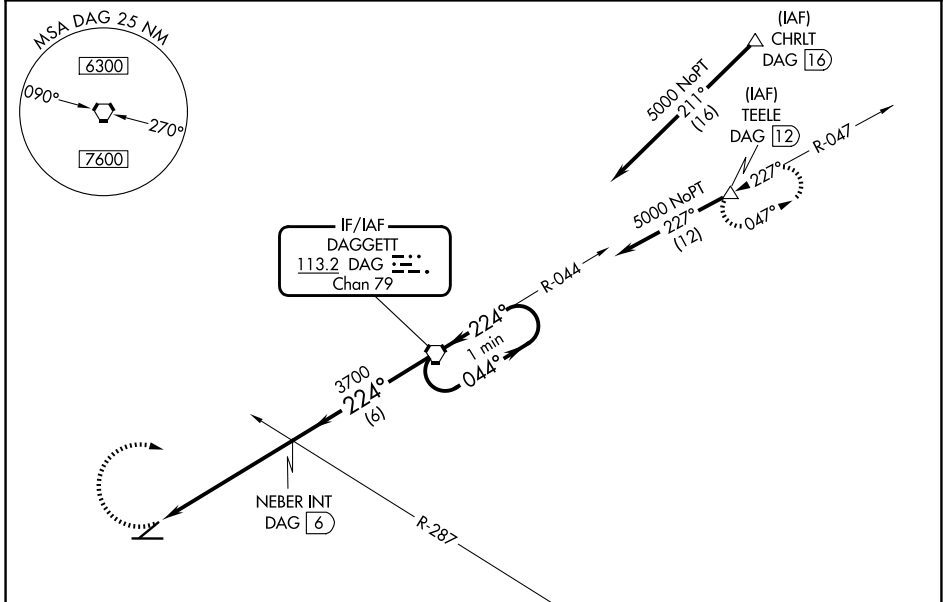 MSA DAG 25 NM
6300
090°
270°
7600
(IAF)
CHRLT
DAG 16
5000 NoPT
211°
(16)
(IAF)
TEELE
DAG 12
R-047
227°
047°
5000 NoPT
227°
(12)
IF/IAF
DAGGETT
113.2 DAG
Chan 79
R-044
224°
1 min
044°
3700
224°
(6)
NEBER INT
DAG 6
R-287